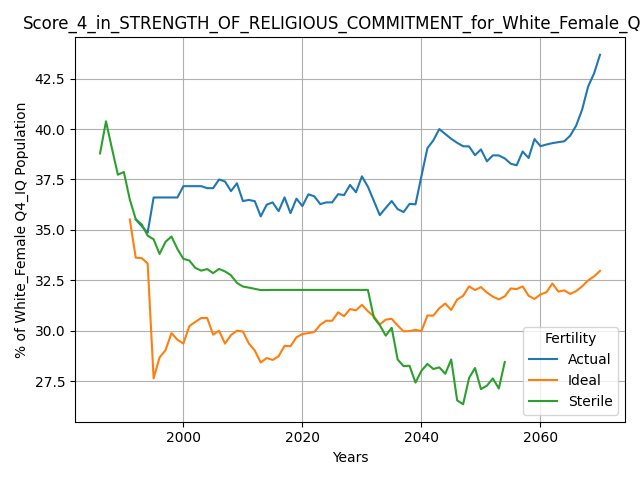 Score_4_in_STRENGTH_OF_RELIGIOUS_COMMITMENT_for_White_Female_Q
% of White_Female Q4_IQ Population
42.5
40.0
37.5
35.0
32.5
30.0
27.5
2000
2020
2040
2060
Years
Fertility
Actual
Ideal
Sterile